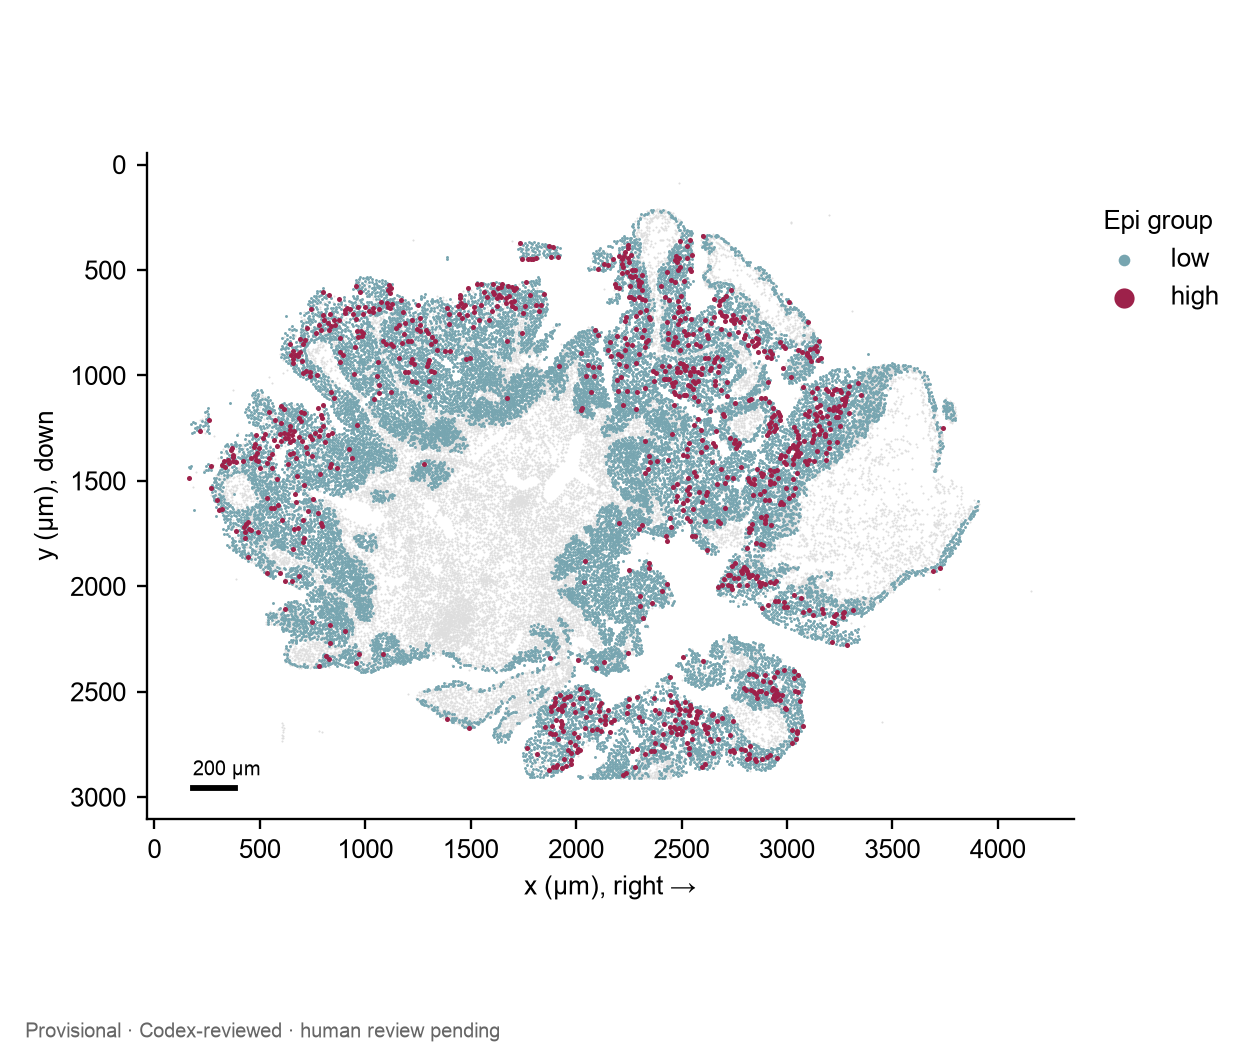 0
500
1000
1500
2000
2500
3000
y (µm), down
200 µm
0 500 1000 1500 2000 2500 3000 3500 4000
x (µm), right →
Epi group
low
high
Provisional · Codex-reviewed · human review pending